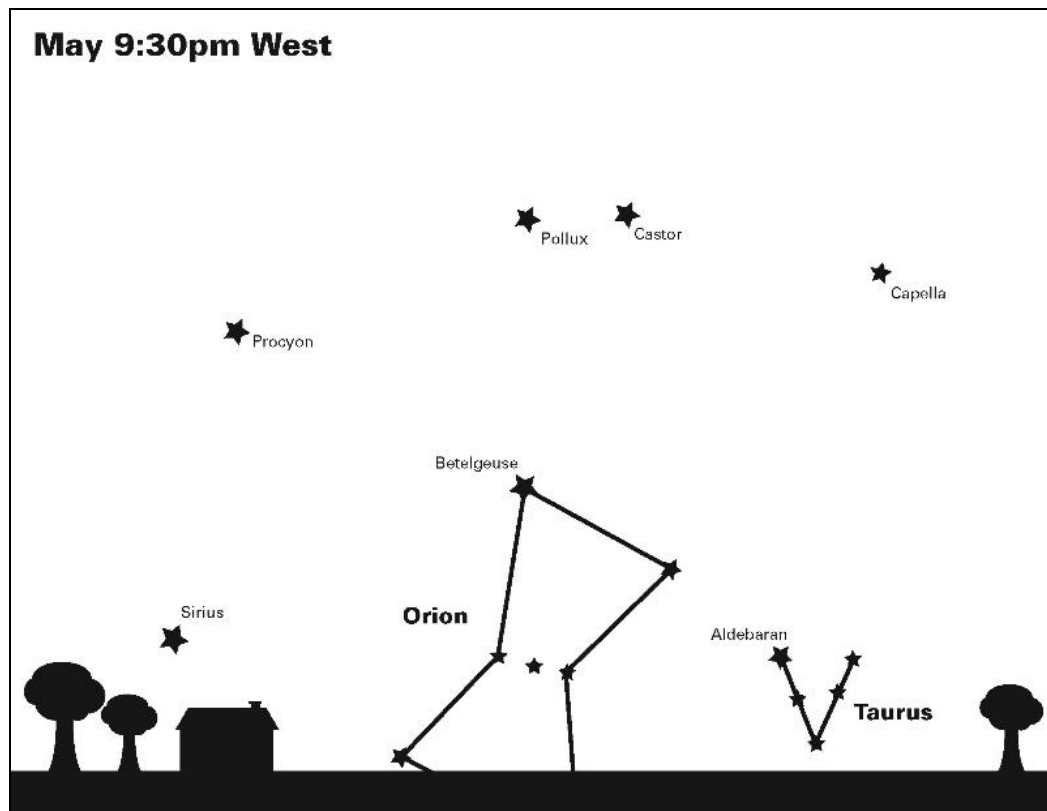 May 9:30pm West
Pollux
Castor
Capella
Procyon
Betelgeuse
Sirius
Orion
Aldebaran
Taurus